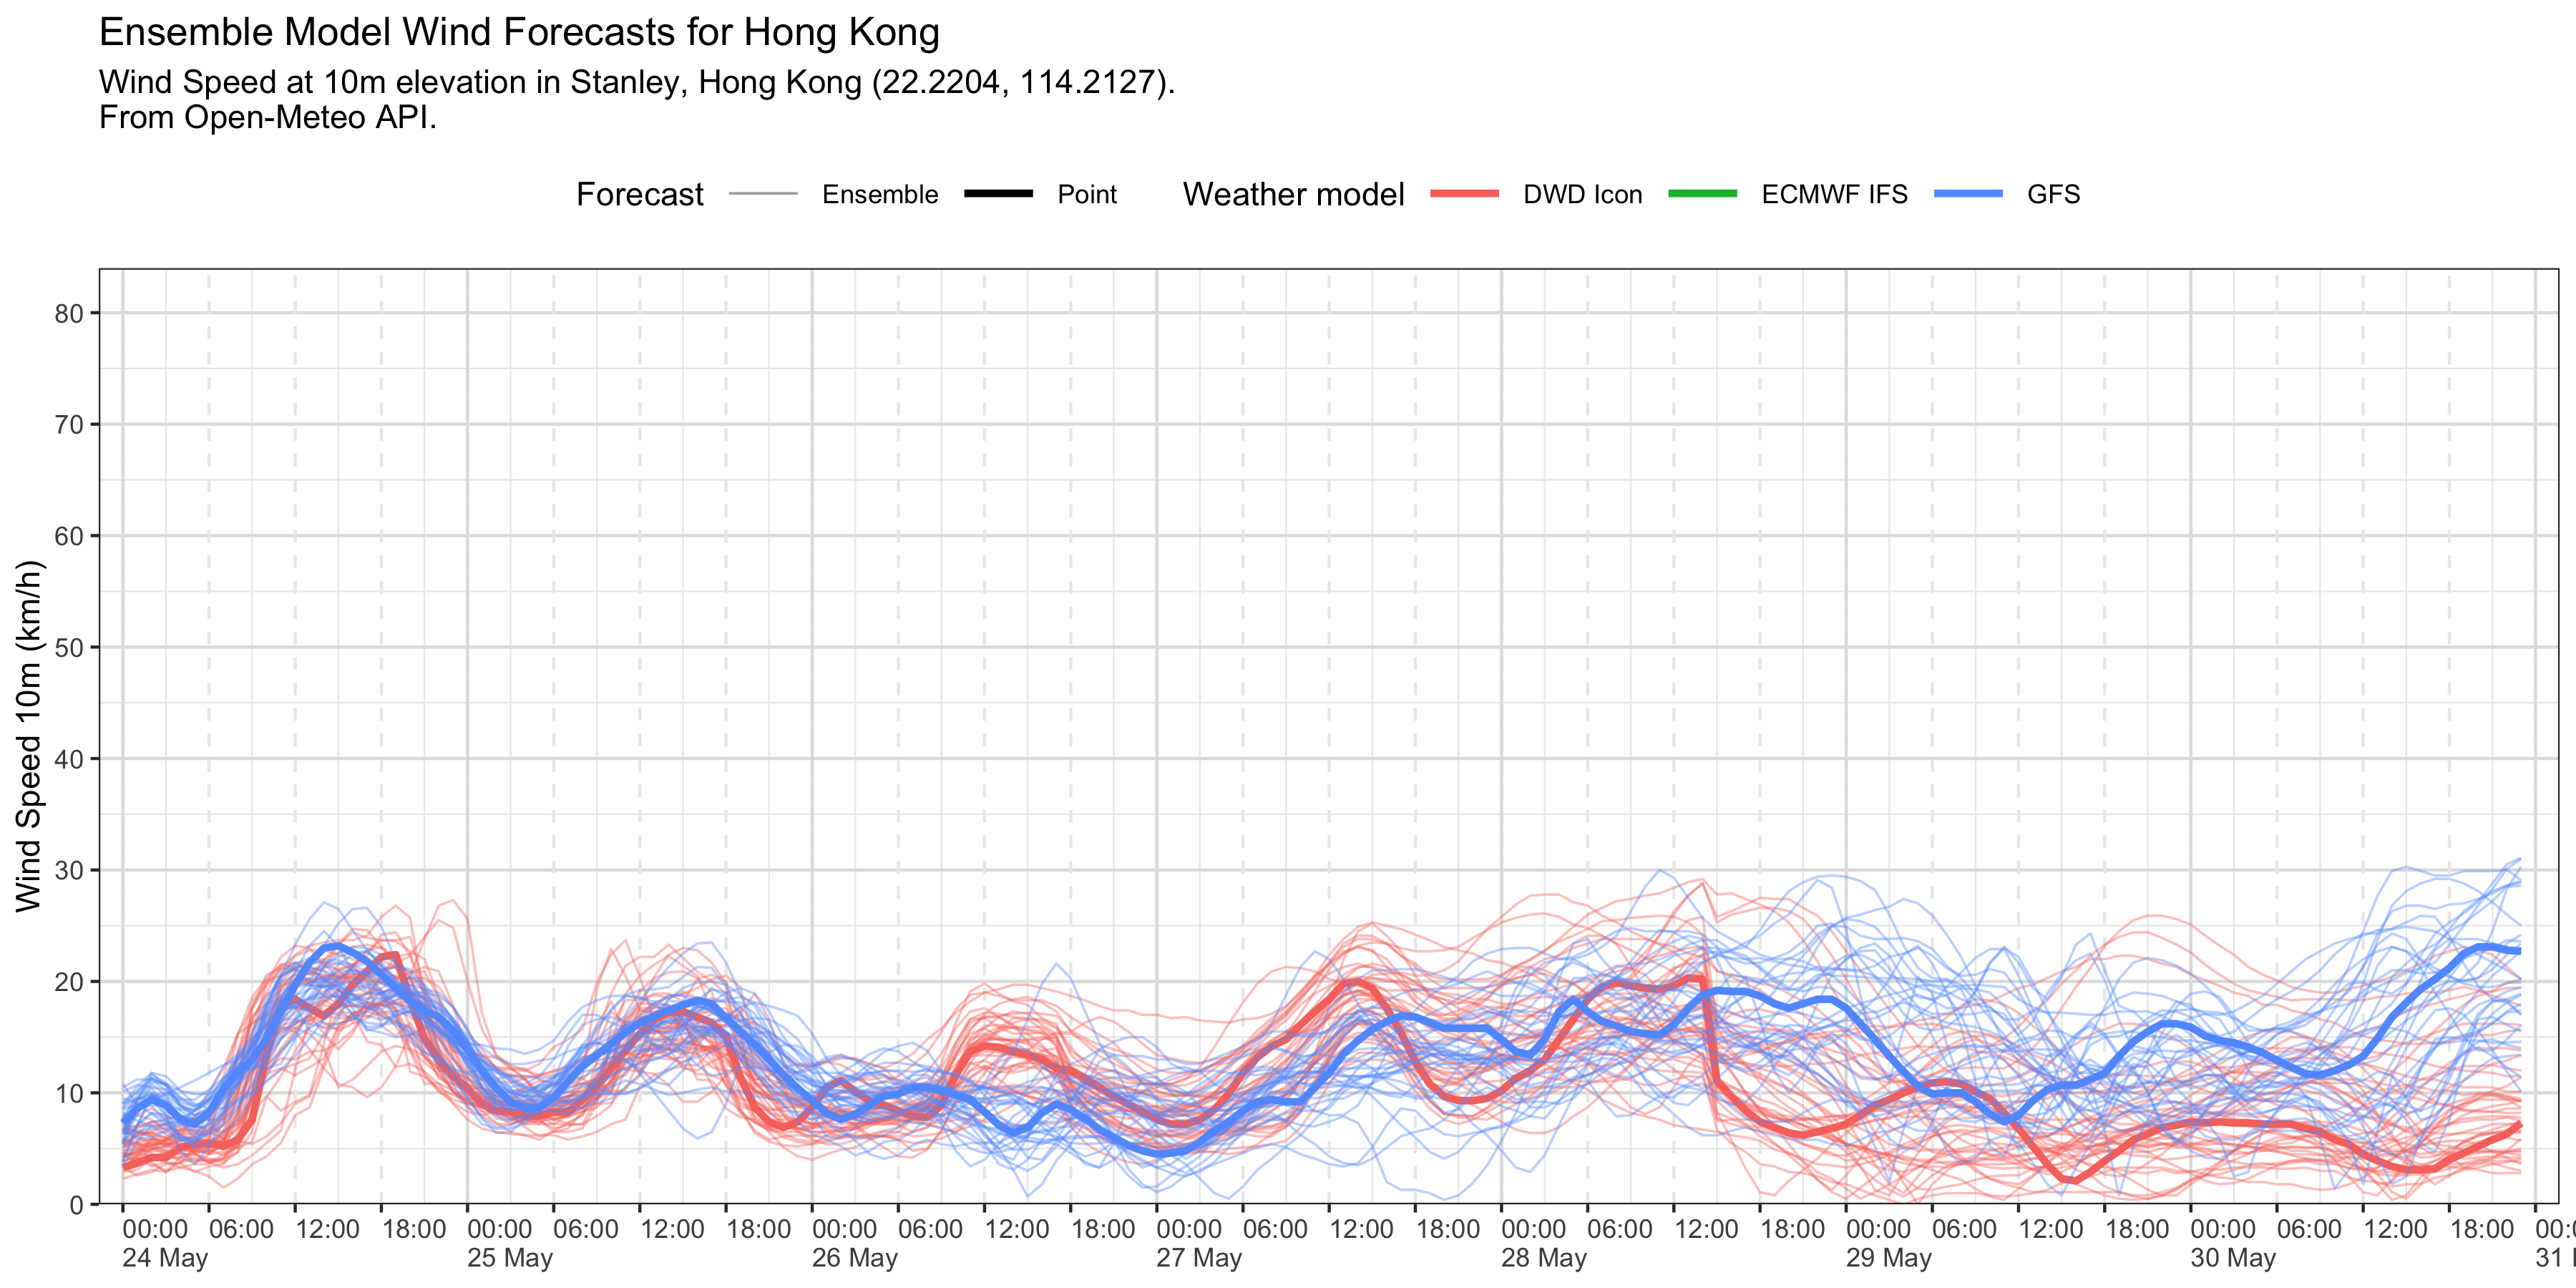 Ensemble Model Wind Forecasts for Hong Kong
Wind Speed at 10m elevation in Stanley, Hong Kong (22.2204, 114.2127).
From Open-Meteo API.
Forecast Ensemble Point Weather model DWD Icon ECMWF IFS GFS
Wind Speed 10m (km/h)
80
70
60
50
40
30
20
10
0
00:00 06:00 12:00 18:00 00:00 06:00 12:00 18:00 00:00 06:00 12:00 18:00 00:00 06:00 12:00 18:00 00:00 06:00 12:00 18:00 00:00 06:00 12:00 18:00 00:00 06:00 12:00 18:00
24 May 25 May 26 May 27 May 28 May 29 May 30 May 31